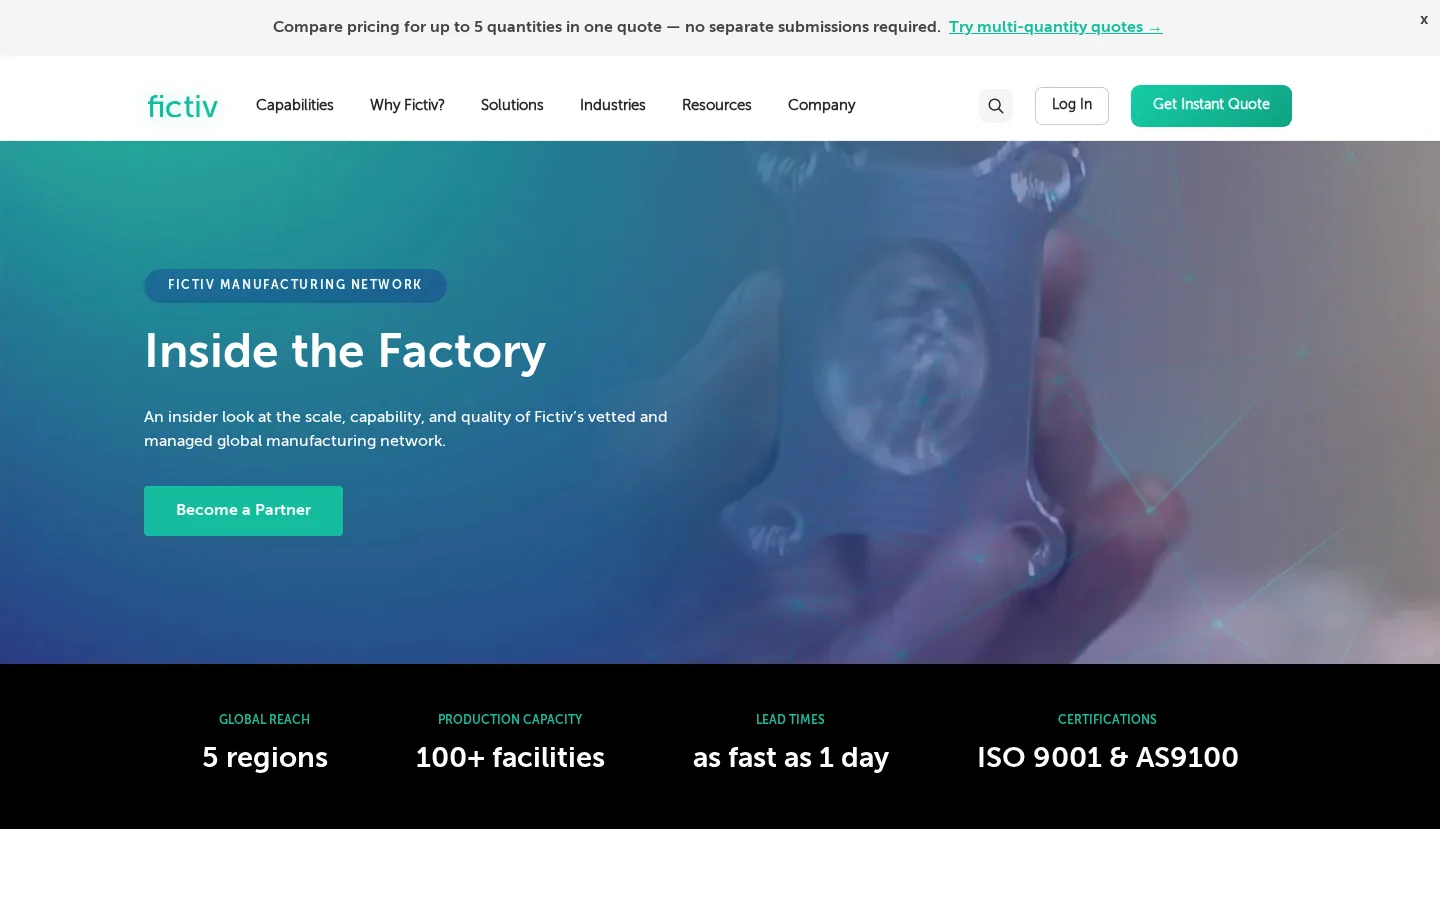 Compare pricing for up to 5 quantities in one quote — no separate submissions required. Try multi-quantity quotes →
x
fictiv
Capabilities
Why Fictiv?
Solutions
Industries
Resources
Company
Log In
Get Instant Quote
FICTIV MANUFACTURING NETWORK
Inside the Factory
An insider look at the scale, capability, and quality of Fictiv’s vetted and
managed global manufacturing network.
Become a Partner
GLOBAL REACH
5 regions
PRODUCTION CAPACITY
100+ facilities
LEAD TIMES
as fast as 1 day
CERTIFICATIONS
ISO 9001 & AS9100